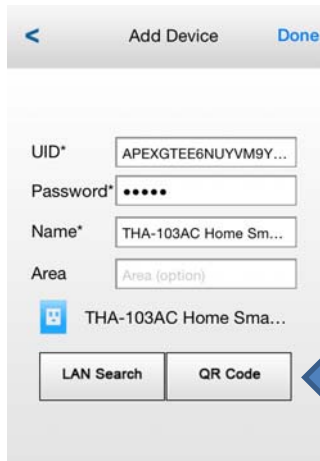 < Add Device Done
UID* APEXGTEE6NUYVM9Y...
Password* •••••
Name* THA-103AC Home Sm...
Area Area (option)
THA-103AC Home Sma...
LAN Search QR Code